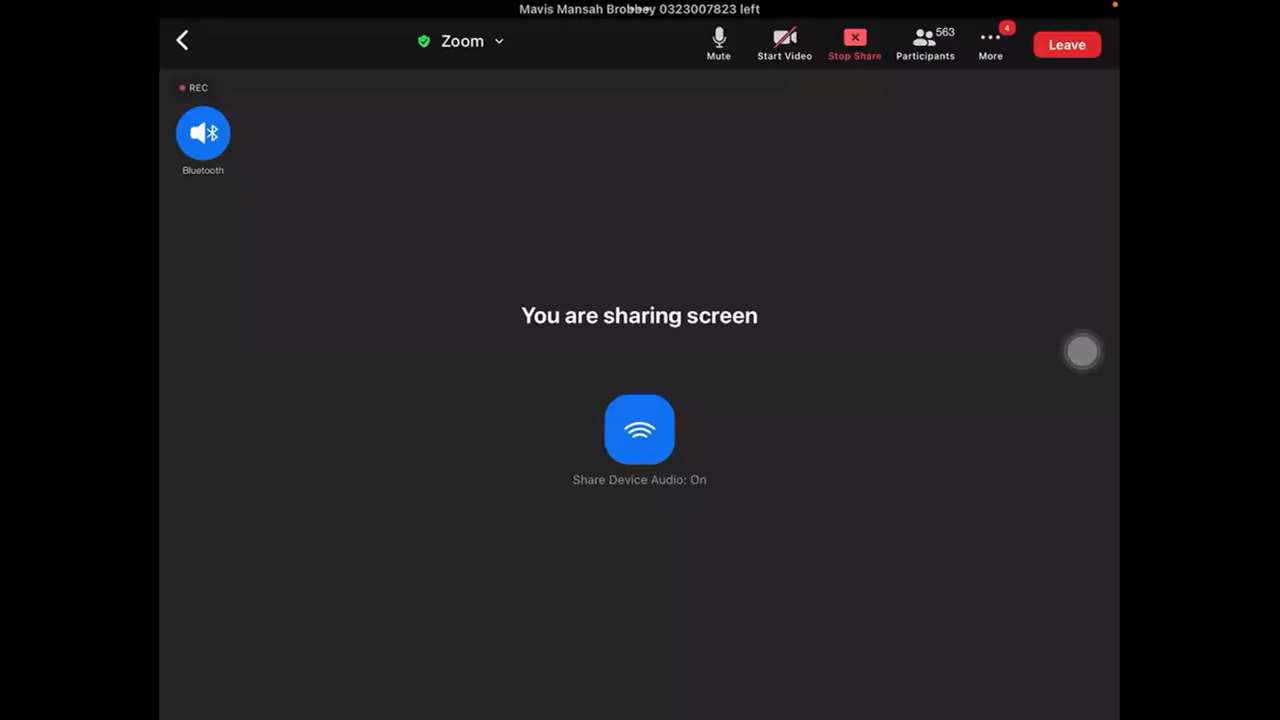 Mavis Mansah Brobbey 0323007823 left
Zoom
Mute
Start Video
Stop Share
563
Participants
4
More
Leave
REC
Bluetooth
You are sharing screen
Share Device Audio: On